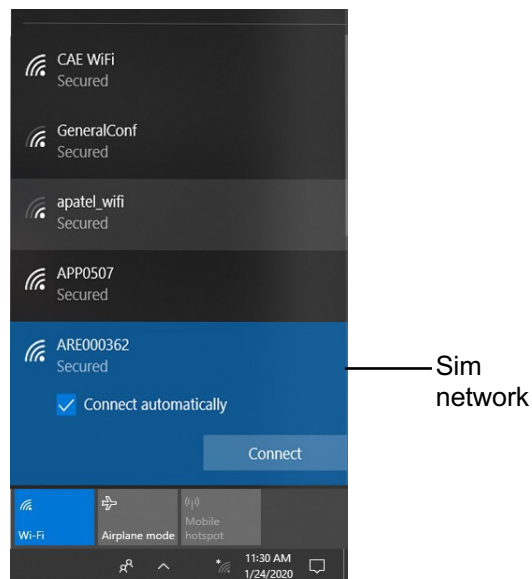 CAE WiFi
Secured
GeneralConf
Secured
apatel_wifi
Secured
APP0507
Secured
ARE000362
Secured
Connect automatically
Connect
Sim
network
Wi-Fi
Airplane mode
Mobile
hotspot
11:30 AM
1/24/2020